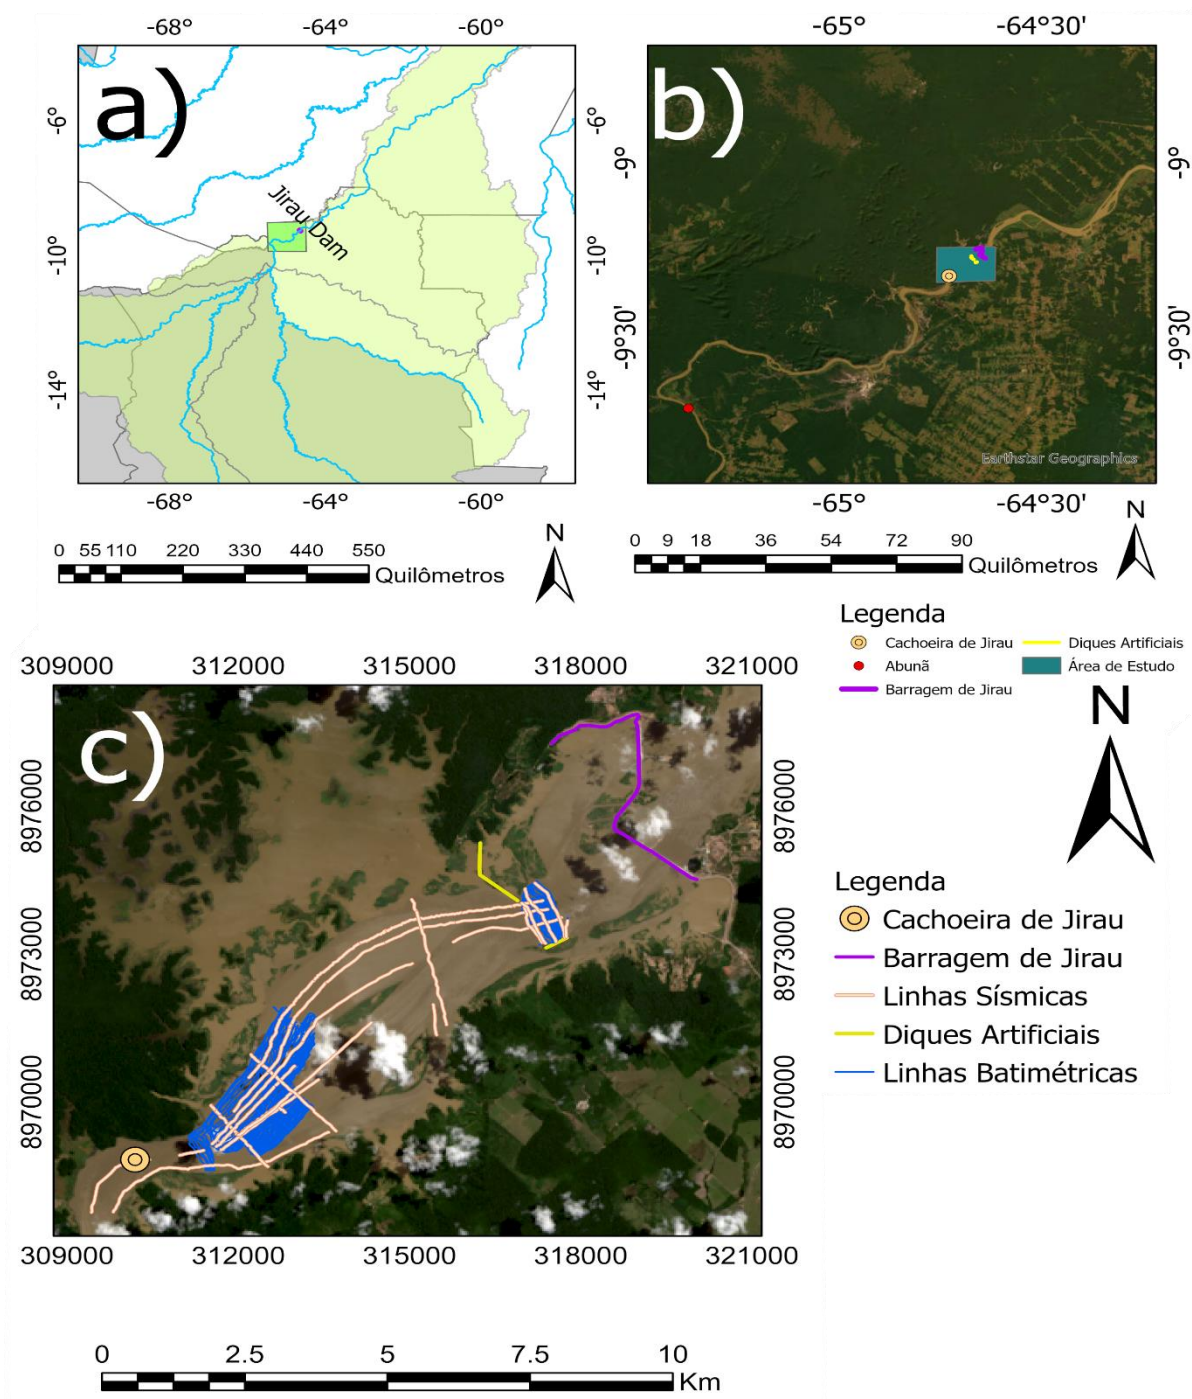 -68° -64° -60°
a)
-6° -6°
Jirau Dam
-10° -10°
-14° -14°
-68° -64° -60°
0 55 110 220 330 440 550
Quilômetros
N
-65° -64°30'
b)
-9° -9°
-9°30' -9°30'
Earthstar Geographics
-65° -64°30'
0 9 18 36 54 72 90
Quilômetros
N
Legenda
Cachoeira de Jirau Diques Artificiais
Abunã Área de Estudo
Barragem de Jirau
309000 312000 315000 318000 321000
c)
8976000 8976000
8973000 8973000
8970000 8970000
309000 312000 315000 318000 321000
0 2.5 5 7.5 10
Km
N
Legenda
Cachoeira de Jirau
Barragem de Jirau
Linhas Sísmicas
Diques Artificiais
Linhas Batimétricas